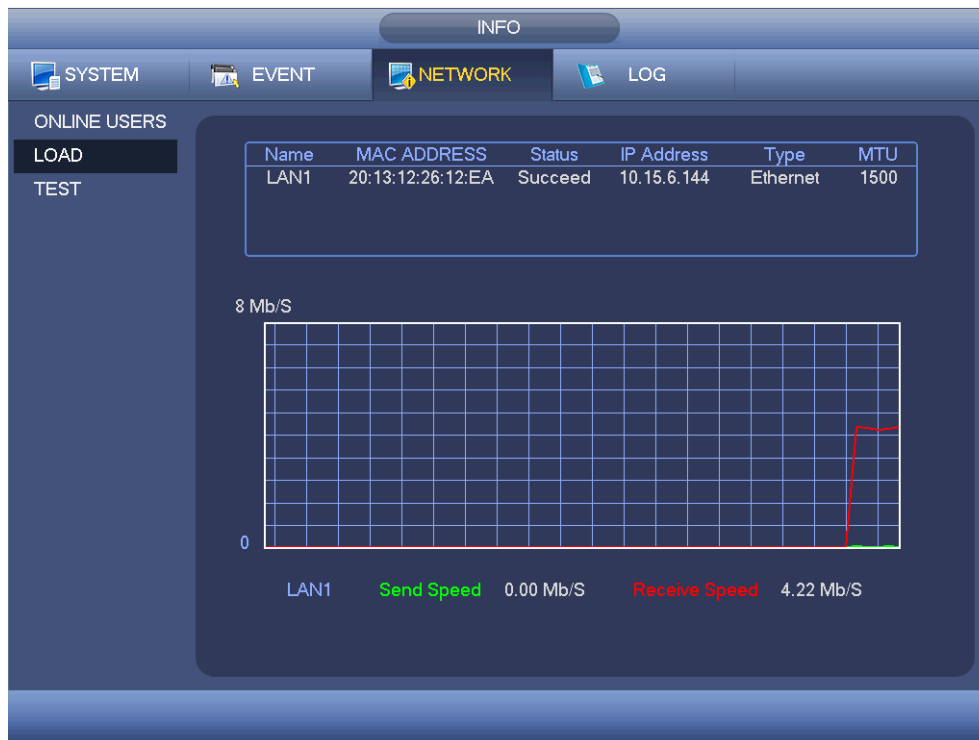 INFO
SYSTEM EVENT NETWORK LOG
ONLINE USERS
LOAD
TEST
Name MAC ADDRESS Status IP Address Type MTU
LAN1 20:13:12:26:12:EA Succeed 10.15.6.144 Ethernet 1500
8 Mb/S
0
LAN1 Send Speed 0.00 Mb/S Receive Speed 4.22 Mb/S